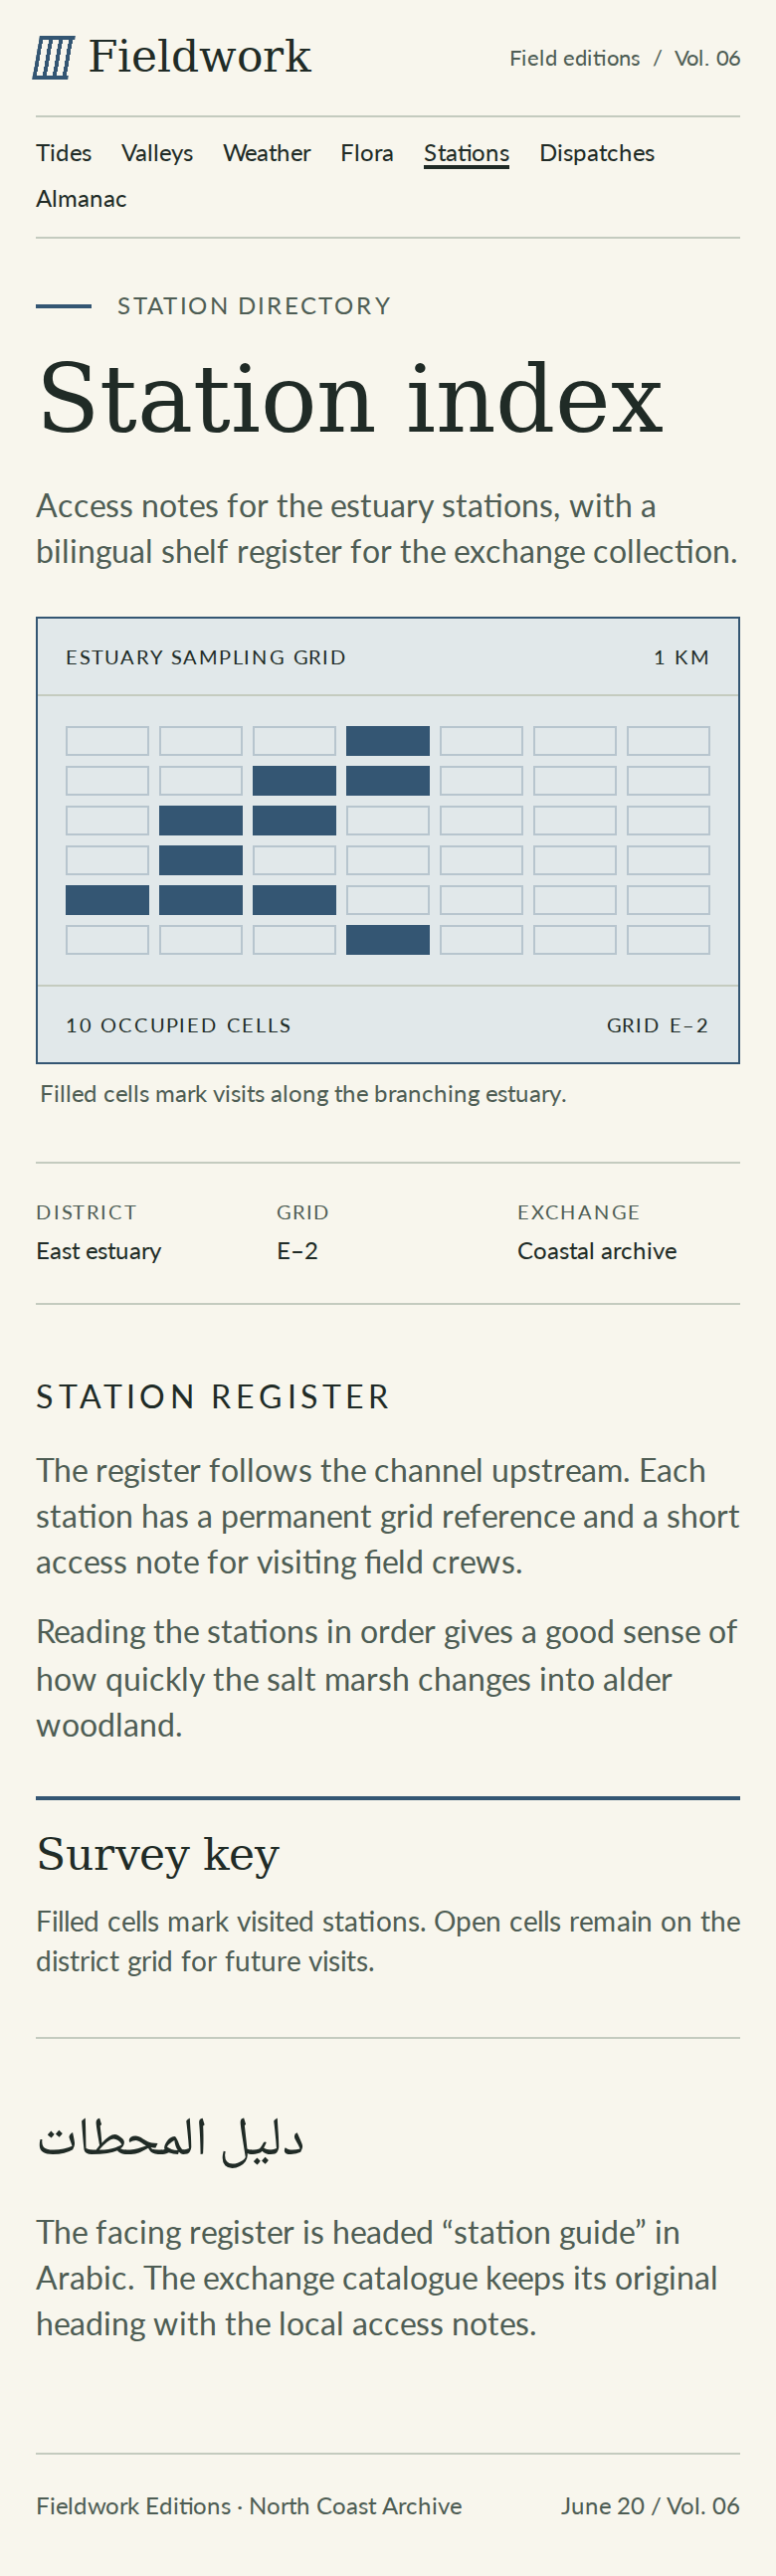 Fieldwork
Field editions / Vol. 06
Tides Valleys Weather Flora Stations Dispatches
Almanac
STATION DIRECTORY
Station index
Access notes for the estuary stations, with a
bilingual shelf register for the exchange collection.
ESTUARY SAMPLING GRID 1 KM
10 OCCUPIED CELLS GRID E–2
Filled cells mark visits along the branching estuary.
DISTRICT GRID EXCHANGE
East estuary E–2 Coastal archive
STATION REGISTER
The register follows the channel upstream. Each
station has a permanent grid reference and a short
access note for visiting field crews.
Reading the stations in order gives a good sense of
how quickly the salt marsh changes into alder
woodland.
Survey key
Filled cells mark visited stations. Open cells remain on the
district grid for future visits.
دليل المحطات
The facing register is headed “station guide” in
Arabic. The exchange catalogue keeps its original
heading with the local access notes.
Fieldwork Editions · North Coast Archive June 20 / Vol. 06